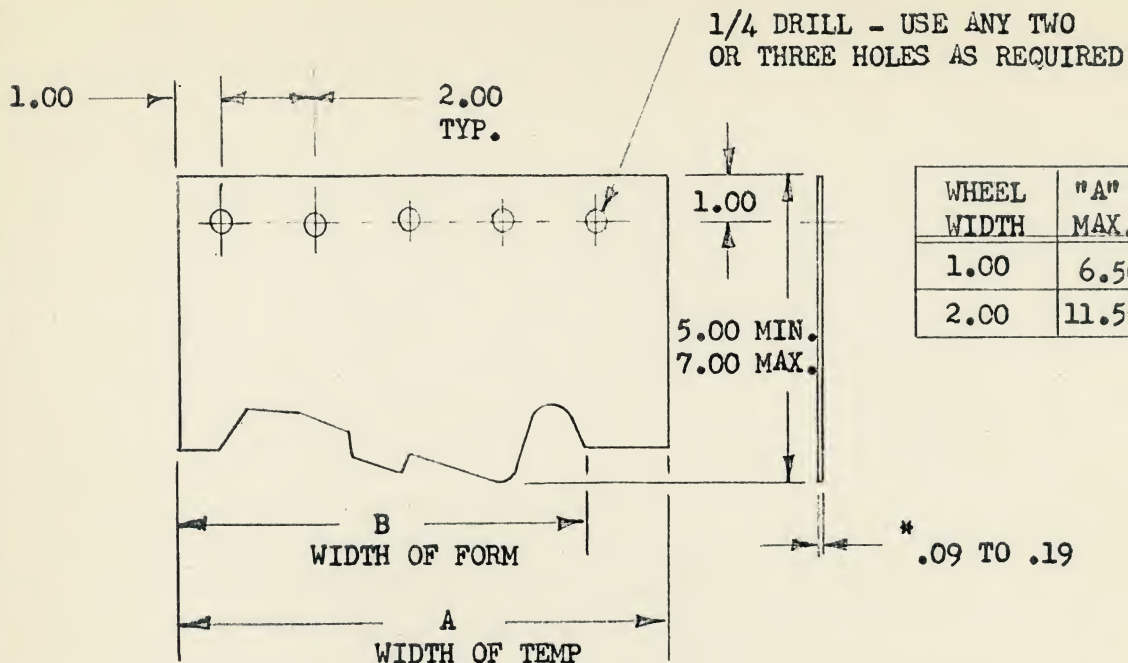 1/4 DRILL - USE ANY TWO
OR THREE HOLES AS REQUIRED
1.00
2.00
TYP.
1.00
WHEEL "A"
WIDTH MAX.
1.00
2.00
5.00 MIN.
7.00 MAX.
B
WIDTH OF FORM
*
.09 TO .19
A
WIDTH OF TEMP